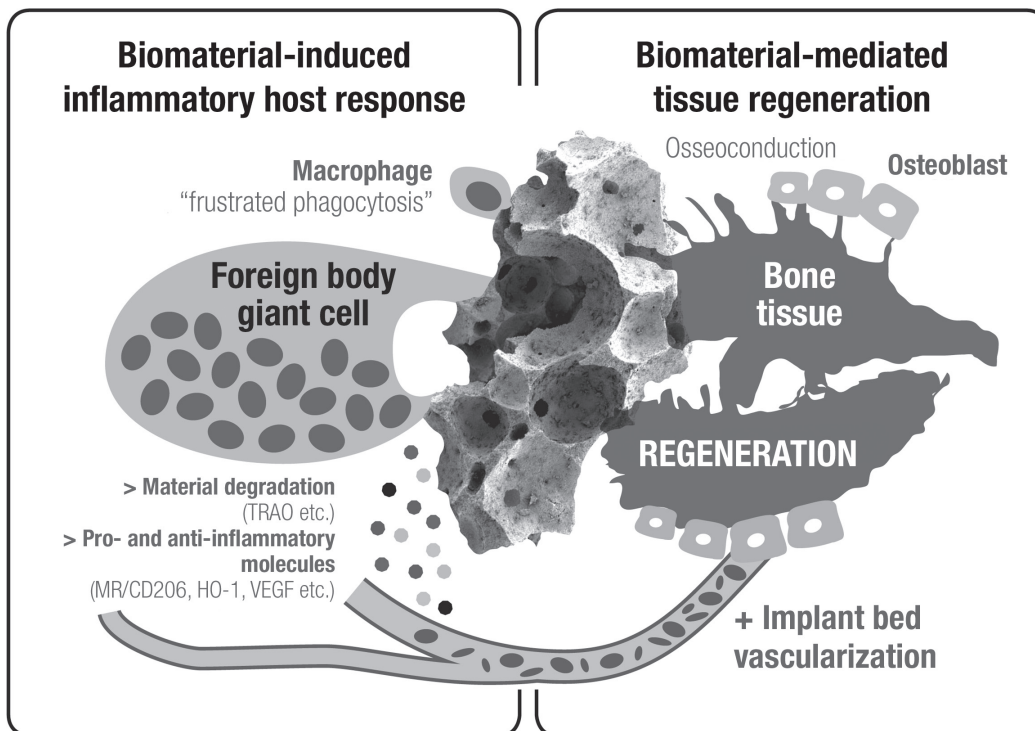 Biomaterial-induced
inflammatory host response
Macrophage
“frustrated phagocytosis”
Foreign body
giant cell
> Material degradation
(TRAO etc.)
> Pro- and anti-inflammatory
molecules
(MR/CD206, HO-1, VEGF etc.)
Biomaterial-mediated
tissue regeneration
Osseoconduction
Osteoblast
Bone
tissue
REGENERATION
+ Implant bed
vascularization